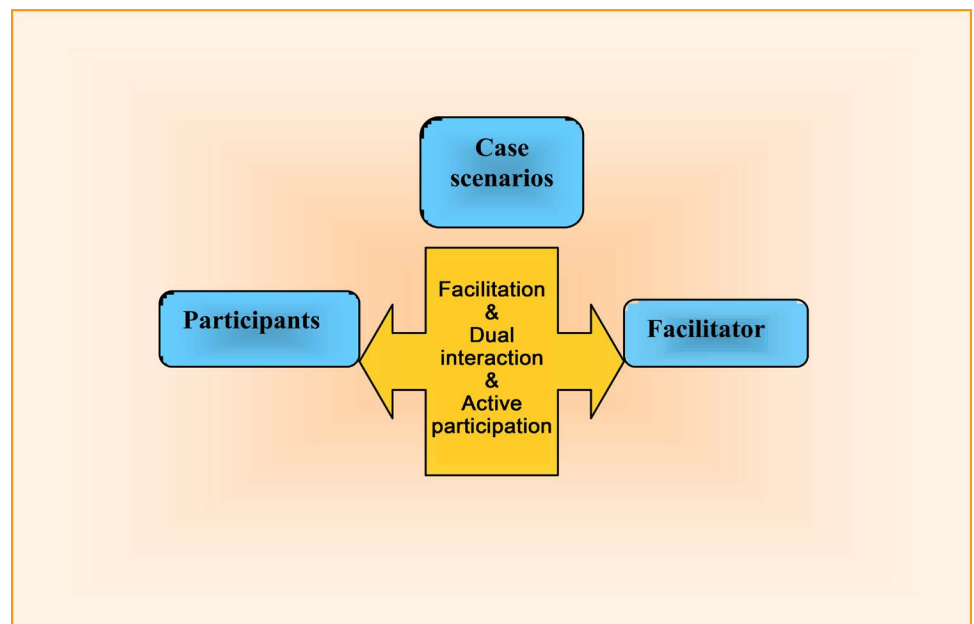 Case
scenarios
Participants
Facilitation
&
Dual
interaction
&
Active
participation
Facilitator